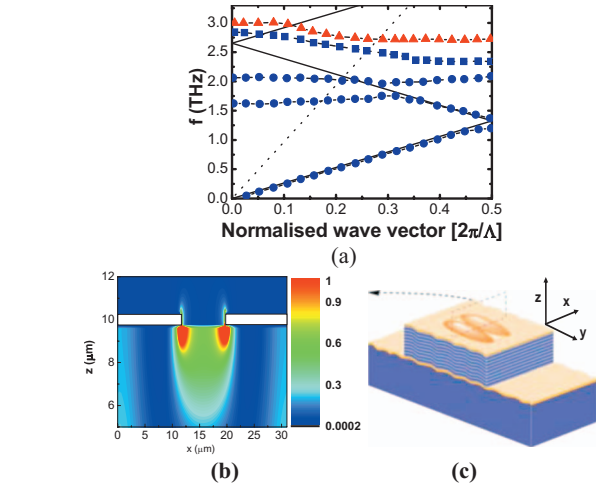 3.0
2.5
2.0
1.5
1.0
0.5
0.0
f (THz)
0.0 0.1 0.2 0.3 0.4 0.5
Normalised wave vector [2π/Λ]
(a)
12
10
8
6
z (μm)
0 5 10 15 20 25 30
x (μm)
1
0.9
0.6
0.3
0.0002
z
x
y
(b)
(c)